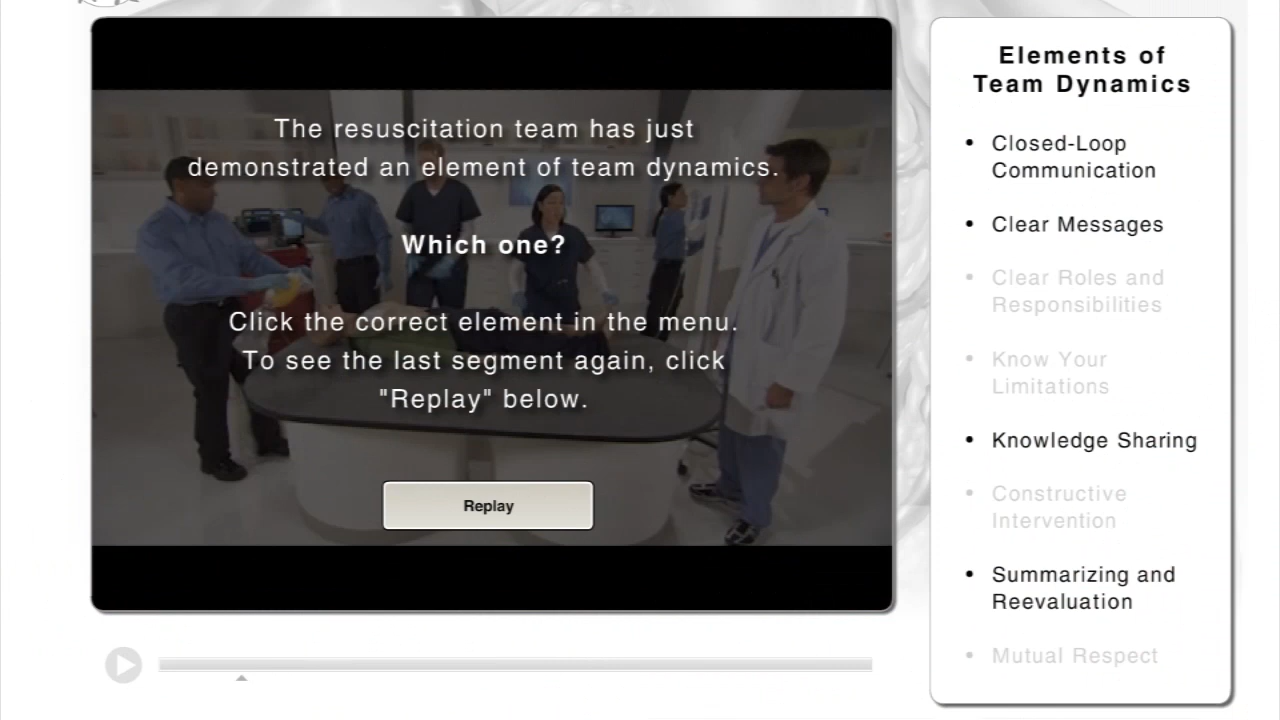 The resuscitation team has just
demonstrated an element of team dynamics.
Which one?
Click the correct element in the menu.
To see the last segment again, click
"Replay" below.
Replay
Elements of
Team Dynamics
• Closed-Loop
Communication
• Clear Messages
• Clear Roles and
Responsibilities
• Know Your
Limitations
• Knowledge Sharing
• Constructive
Intervention
• Summarizing and
Reevaluation
• Mutual Respect